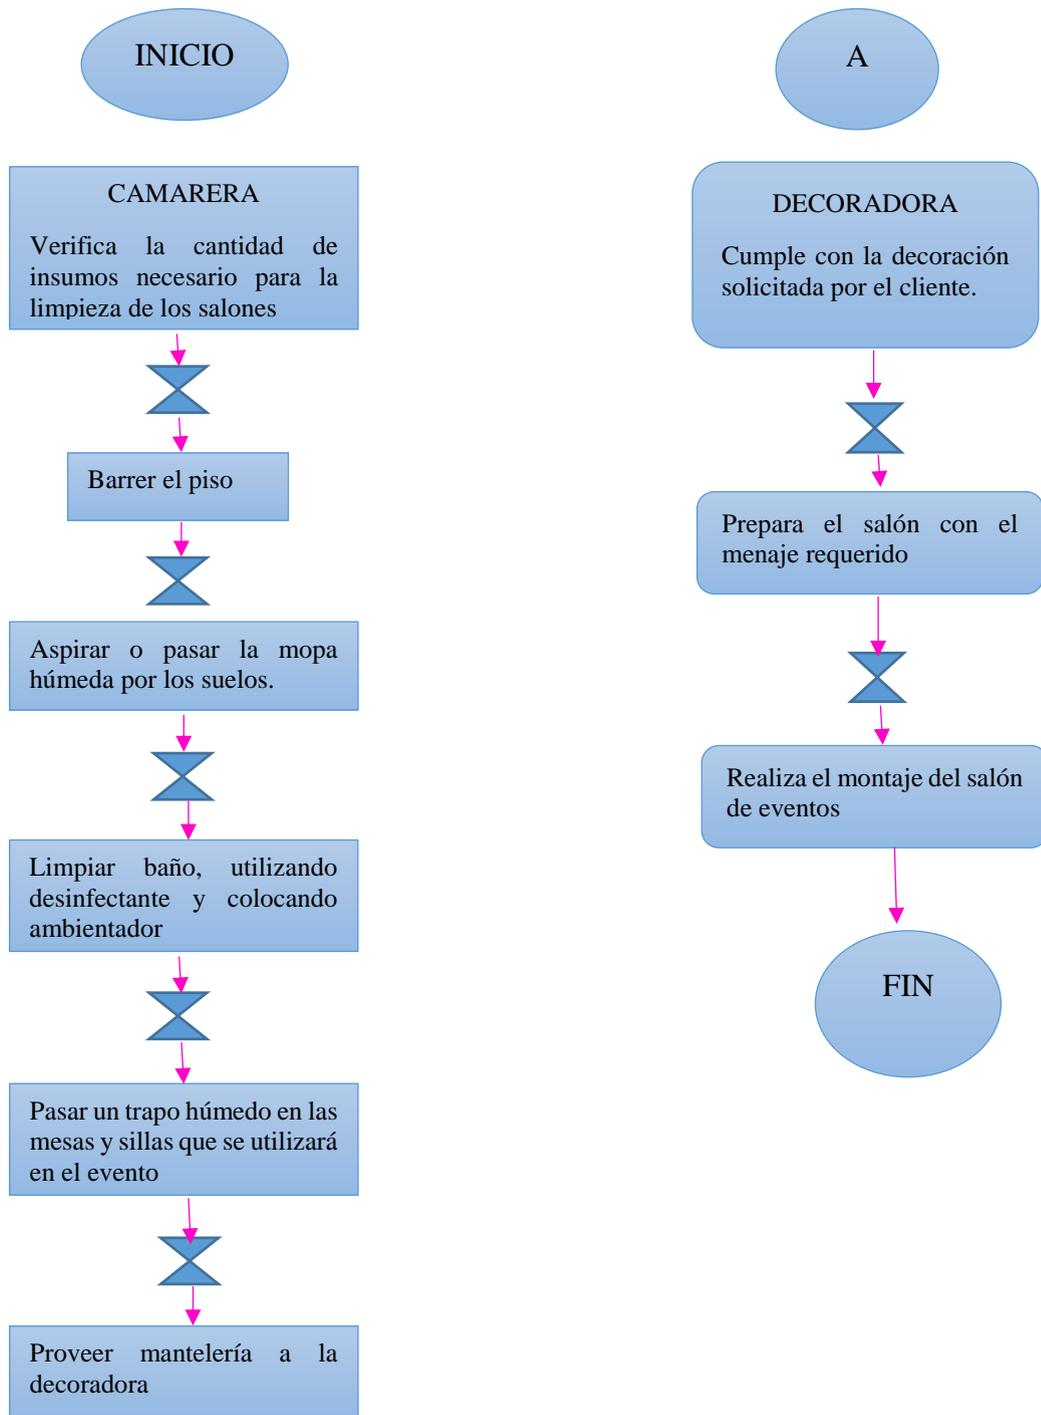 INICIO
CAMARERA
Verifica la cantidad de
insumos necesario para la
limpieza de los salones
Barrer el piso
Aspirar o pasar la mopa
húmeda por los suelos.
Limpiar baño, utilizando
desinfectante y colocando
ambientador
Pasar un trapo húmedo en las
mesas y sillas que se utilizará
en el evento
Proveer mantelería a la
decoradora
A
DECORADORA
Cumple con la decoración
solicitada por el cliente.
Prepara el salón con el
menaje requerido
Realiza el montaje del salón
de eventos
FIN